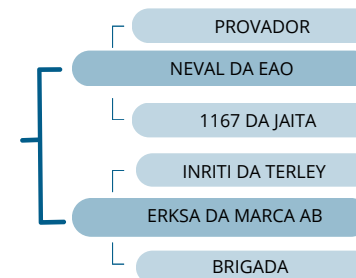 PROVADOR
NEVAL DA EAO
1167 DA JAITA
INRITI DA TERLEY
ERKSA DA MARCA AB
BRIGADA